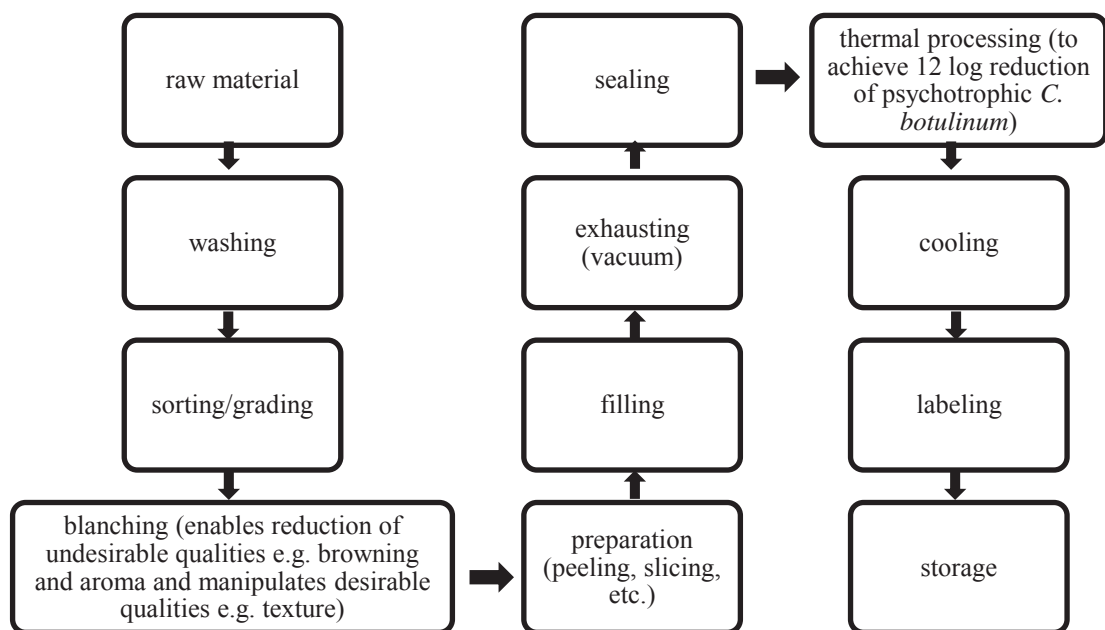 raw material
washing
sorting/grading
blanching (enables reduction of
undesirable qualities e.g. browning
and aroma and manipulates desirable
qualities e.g. texture)
preparation
(peeling, slicing,
etc.)
filling
exhausting
(vacuum)
sealing
thermal processing (to
achieve 12 log reduction
of psychotrophic C.
botulinum)
cooling
labeling
storage